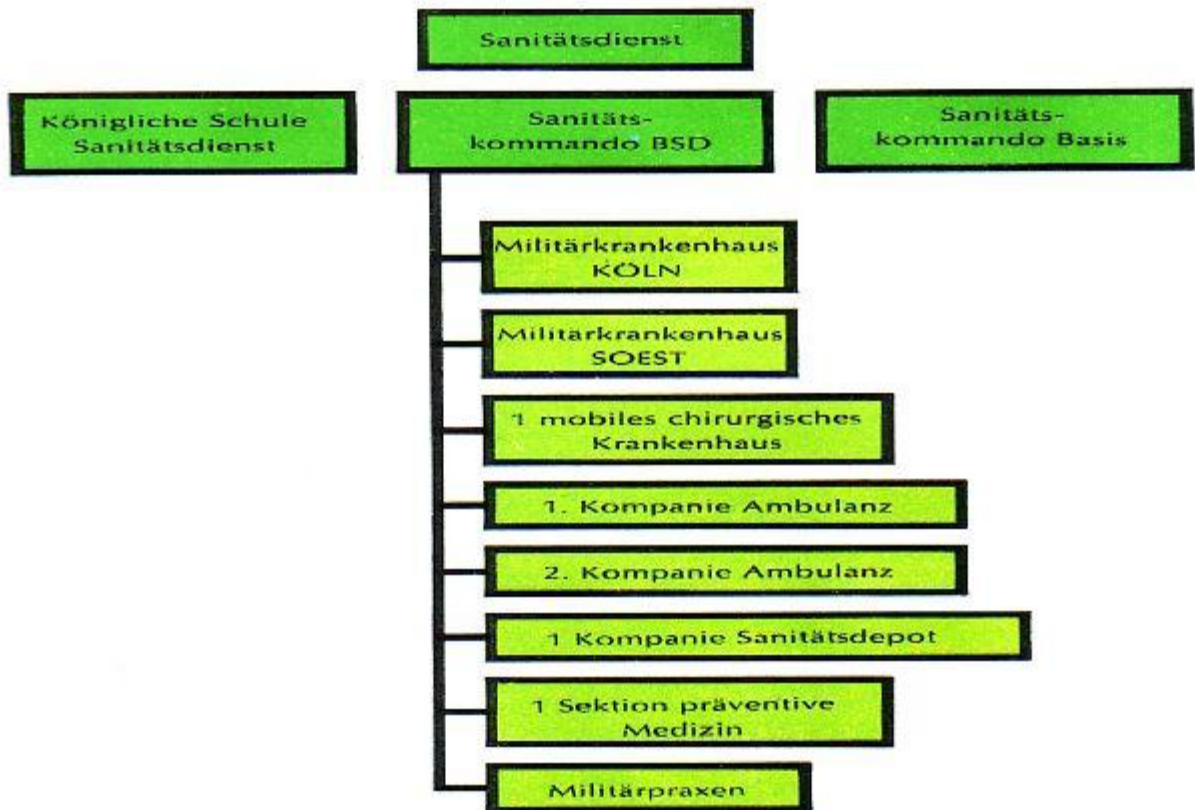 Sanitätsdienst
Königliche Schule
Sanitätsdienst
Sanitäts-
kommando BSD
Sanitäts-
kommando Basis
Militärkrankenhaus
KÖLN
Militärkrankenhaus
SOEST
1 mobiles chirurgisches
Krankenhaus
1. Kompanie Ambulanz
2. Kompanie Ambulanz
1 Kompanie Sanitätsdepot
1 Sektion präventive
Medizin
Militärpraxen